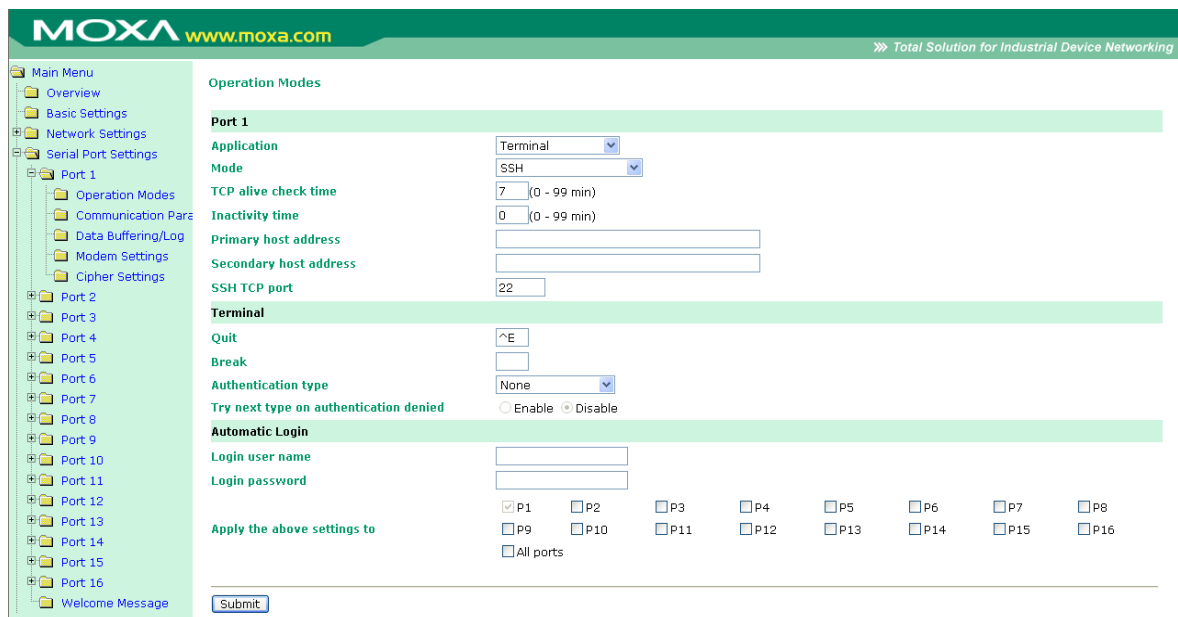 MOXA www.moxa.com
Total Solution for Industrial Device Networking
Main Menu
Overview
Basic Settings
Network Settings
Serial Port Settings
Port 1
Operation Modes
Communication Para
Data Buffering/Log
Modem Settings
Cipher Settings
Port 2
Port 3
Port 4
Port 5
Port 6
Port 7
Port 8
Port 9
Port 10
Port 11
Port 12
Port 13
Port 14
Port 15
Port 16
Welcome Message
Operation Modes
Port 1
Application Terminal
Mode SSH
TCP alive check time 7 (0 - 99 min)
Inactivity time 0 (0 - 99 min)
Primary host address
Secondary host address
SSH TCP port 22
Terminal
Quit ^E
Break
Authentication type None
Try next type on authentication denied Enable Disable
Automatic Login
Login user name
Login password
Apply the above settings to
P1 P2 P3 P4 P5 P6 P7 P8
P9 P10 P11 P12 P13 P14 P15 P16
All ports
Submit